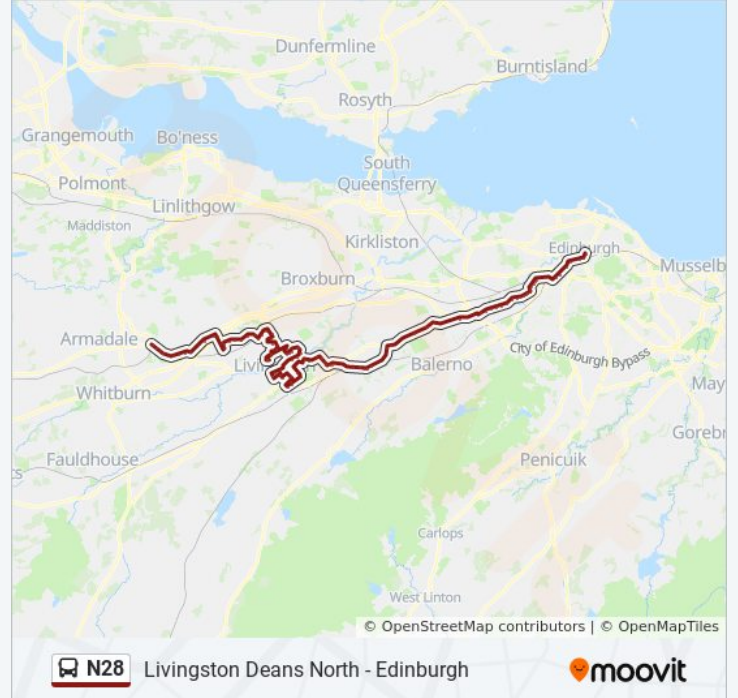 Dunfermline
Burntisland
Rosyth
Grangemouth
Bo'ness
South
Queensferry
Polmont
Linlithgow
Maddiston
Kirkliston
Edinburgh
Musselb
Broxburn
Armadale
City of Edinburgh Bypass
Livin
Balerno
Whitburn
May
Gorebr
Fauldhouse
Penicuik
rs
Carlops
West Linton
© OpenStreetMap contributors | © OpenMapTiles
N28 Livingston Deans North - Edinburgh
moovit